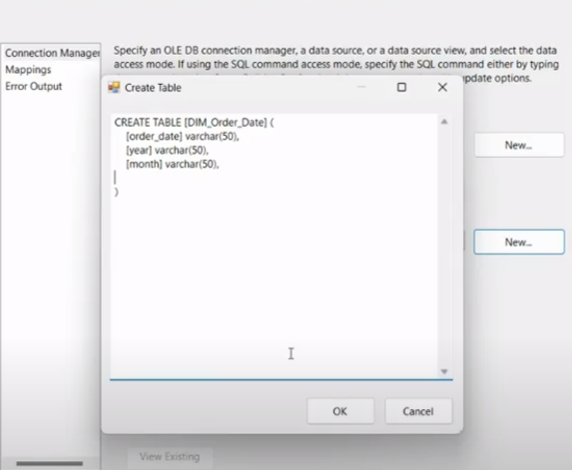 Connection Manager
Mappings
Error Output
Specify an OLE DB connection manager, a data source, or a data source view, and select the data
access mode. If using the SQL command access mode, specify the SQL command either by typing
update options.
Create Table
CREATE TABLE [DIM_Order_Date] (
[order_date] varchar(50),
[year] varchar(50),
[month] varchar(50),
)
New...
New...
OK
Cancel
View Existing